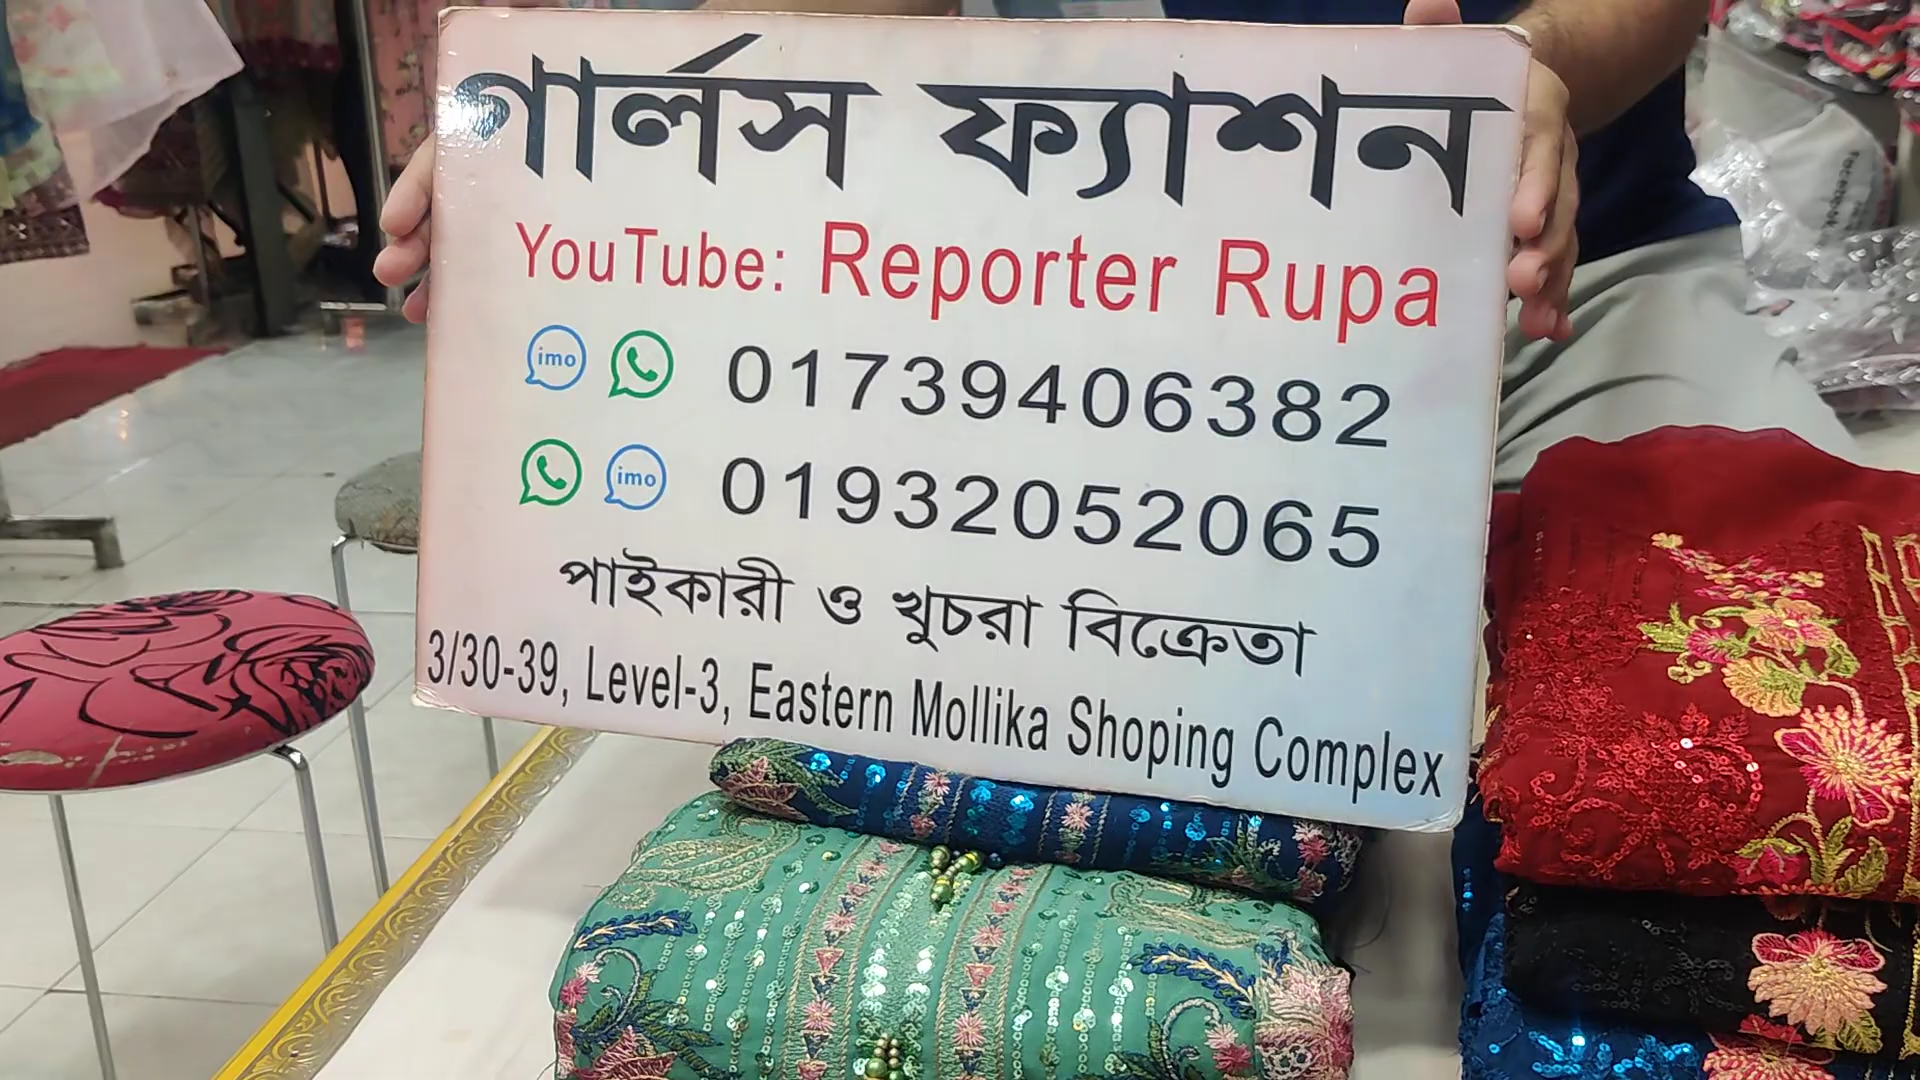 গার্লস ফ্যাশন
YouTube: Reporter Rupa
imo 01739406382
imo 01932052065
পাইকারী ও খুচরা বিক্রেতা
3/30-39, Level-3, Eastern Mollika Shoping Complex
facebook